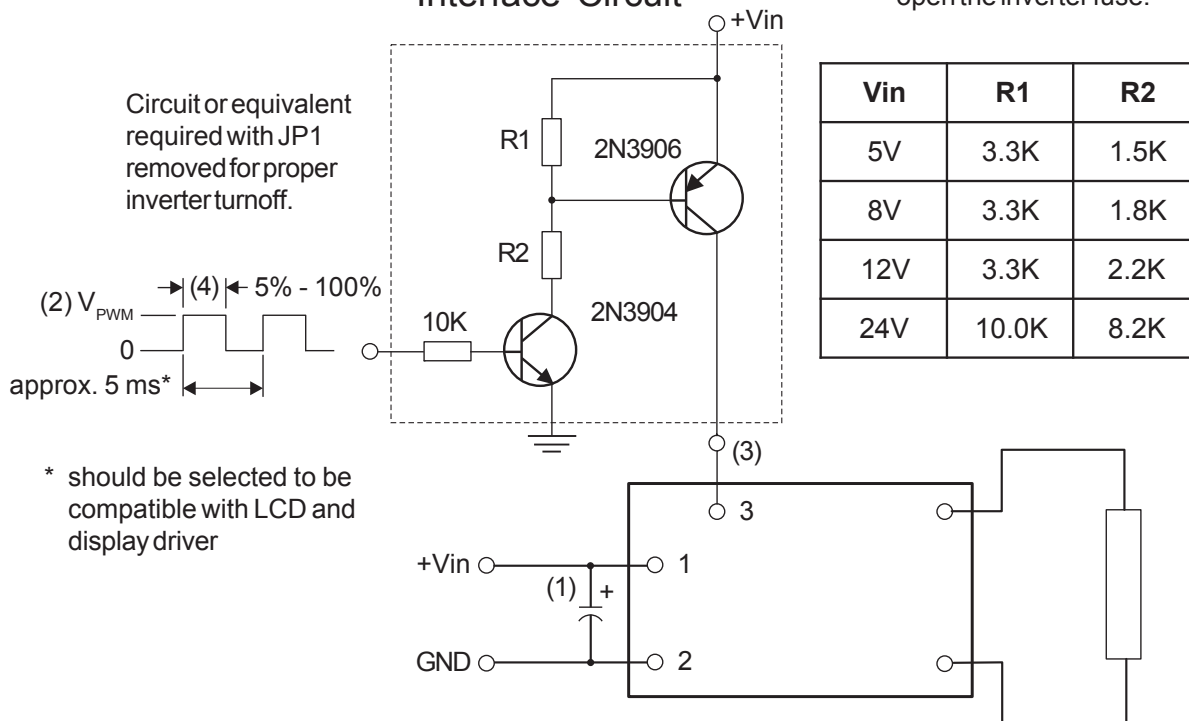 Interface Circuit
open the inverter fuse.
+Vin
Circuit or equivalent
required with JP1
removed for proper
inverter turnoff.
R1
2N3906
R2
2N3904
10K
(2) VPWM
(4)
5% - 100%
0
approx. 5 ms*
* should be selected to be
compatible with LCD and
display driver
Vin R1 R2
5V 3.3K 1.5K
8V 3.3K 1.8K
12V 3.3K 2.2K
24V 10.0K 8.2K
(3)
3
+Vin
1
(1)
+
GND
2